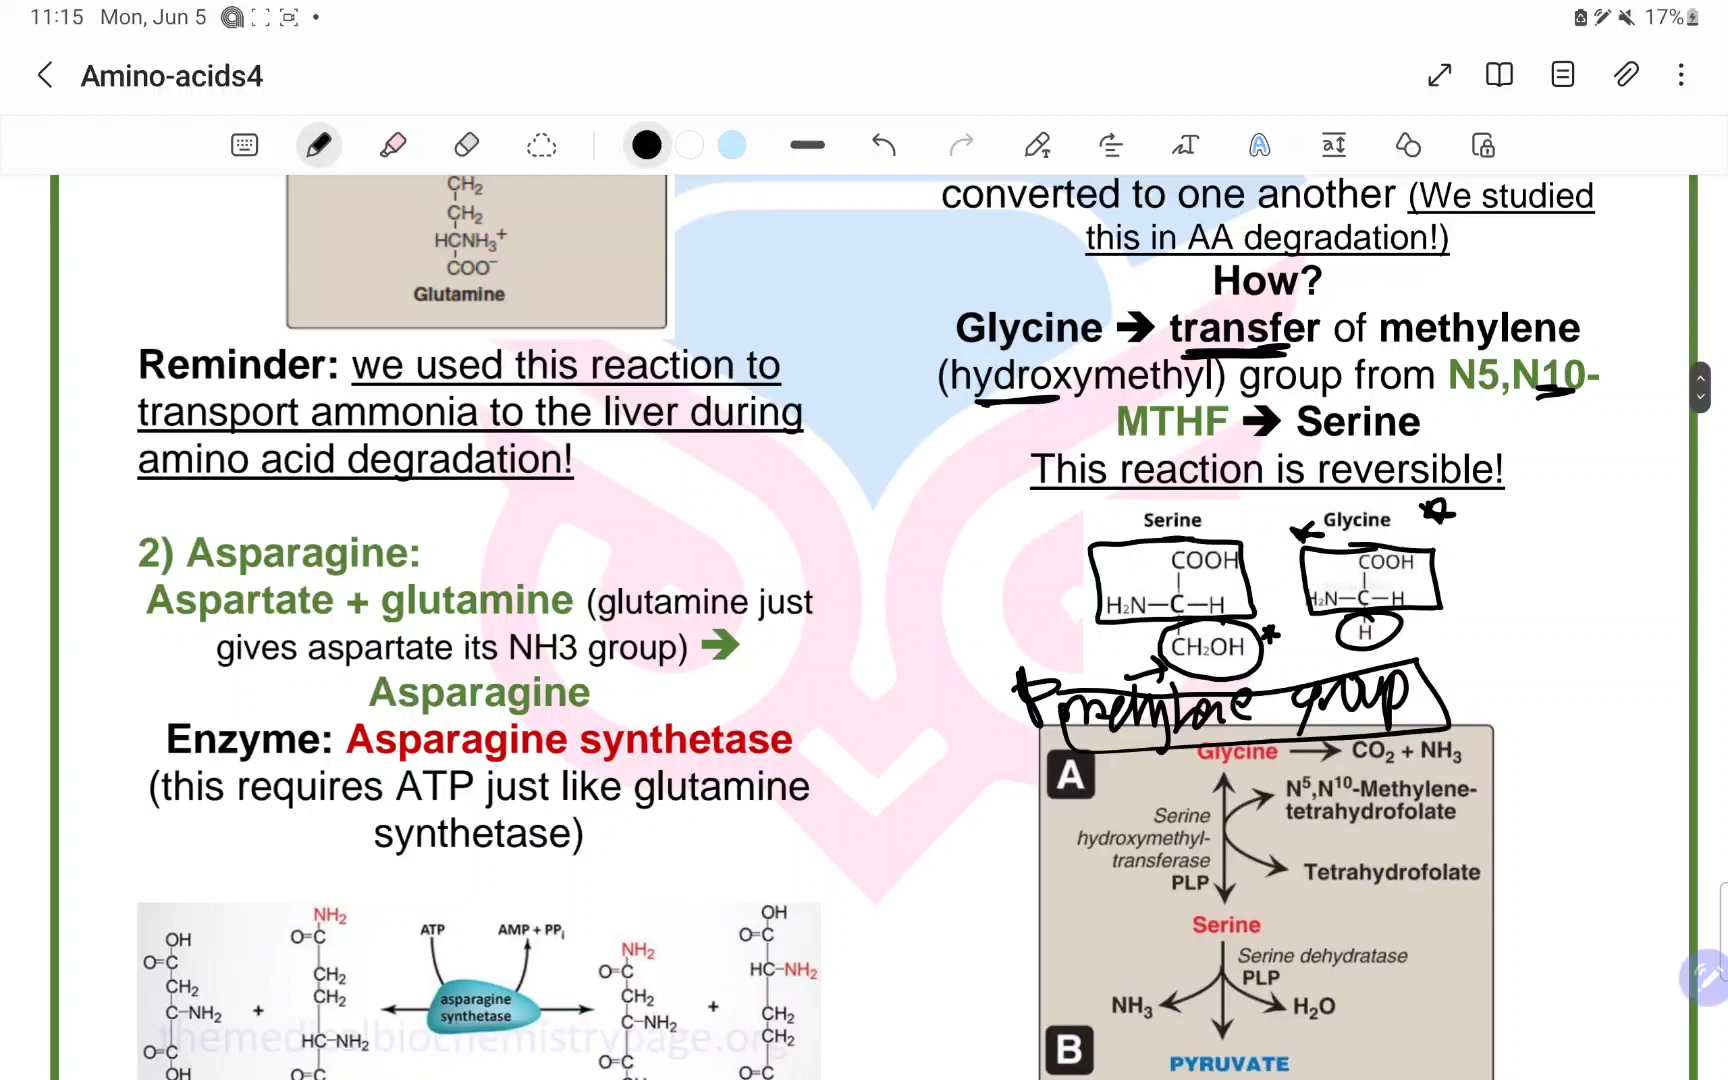 11:15 Mon, Jun 5
17%
Amino-acids4
CH2
CH2
HCNH3+
COO−
Glutamine
Reminder: we used this reaction to
transport ammonia to the liver during
amino acid degradation!
2) Asparagine:
Aspartate + glutamine (glutamine just
gives aspartate its NH3 group) ➔
Asparagine
Enzyme: Asparagine synthetase
(this requires ATP just like glutamine
synthetase)
OH
O=C
CH2
C–NH2
O=C
OH
+
NH2
O=C
CH2
CH2
HC–NH2
O=C
ATP
AMP + PPi
asparagine
synthetase
NH2
O=C
CH2
C–NH2
O=C
+
OH
O=C
HC–NH2
CH2
CH2
O=C
themedicalbiochemistrypage.org
converted to one another (We studied
this in AA degradation!)
How?
Glycine ➔ transfer of methylene
(hydroxymethyl) group from N5,N10-
MTHF ➔ Serine
This reaction is reversible!
Serine
COOH
H2N–C–H
CH2OH
Glycine
COOH
H2N–C–H
H
group
A
Glycine → CO2 + NH3
N5,N10-Methylene-
tetrahydrofolate
Serine
hydroxymethyl-
transferase
PLP
Tetrahydrofolate
Serine
Serine dehydratase
PLP
NH3
H2O
B
PYRUVATE